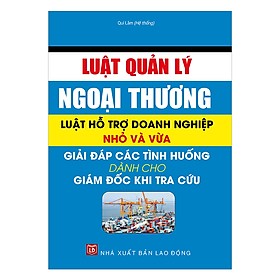 Quí Lâm (Hệ thống)
LUẬT QUẢN LÝ
NGOẠI THƯƠNG
LUẬT HỖ TRỢ DOANH NGHIỆP
NHỎ VÀ VỪA
GIẢI ĐÁP CÁC TÌNH HUỐNG
DÀNH CHO
GIÁM ĐỐC KHI TRA CỨU
NHÀ XUẤT BẢN LAO ĐỘNG